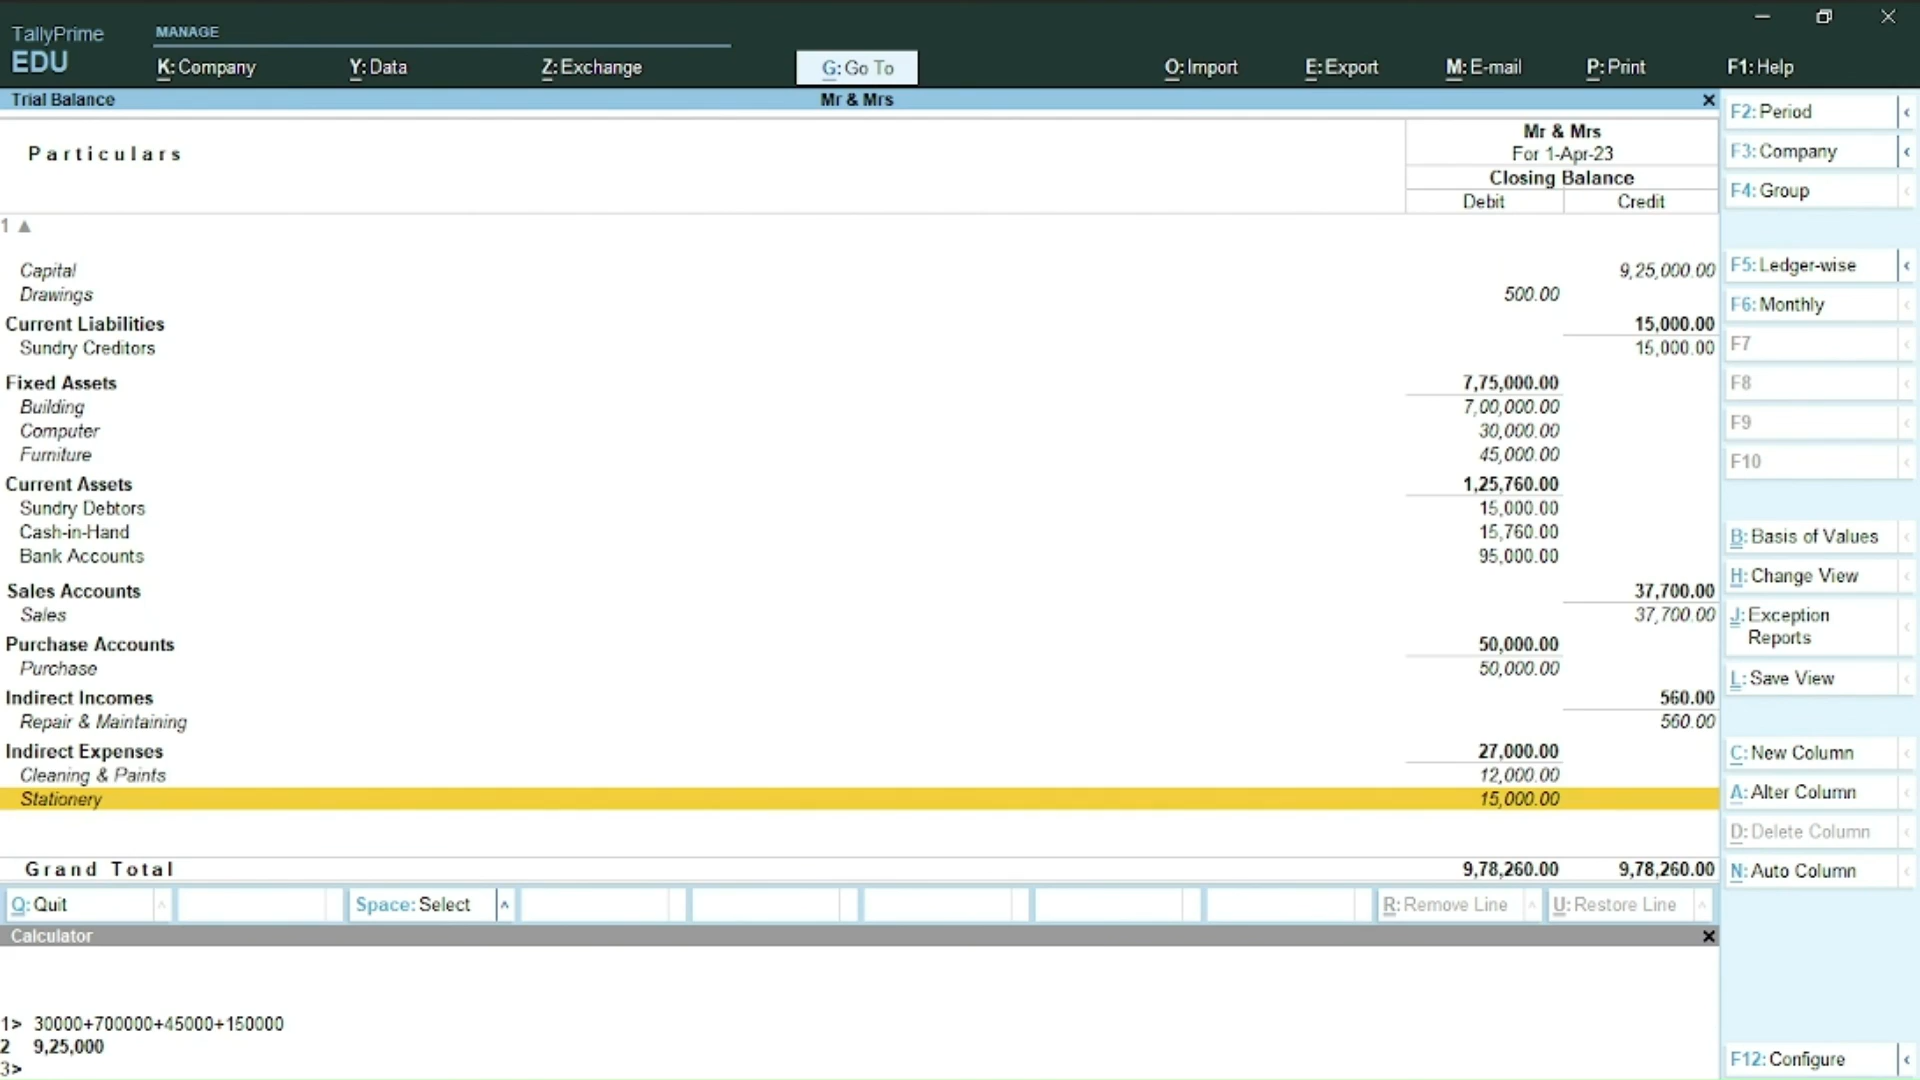 TallyPrime
EDU
MANAGE
K: Company
Y: Data
Z: Exchange
G: Go To
O: Import
E: Export
M: E-mail
P: Print
F1: Help
Trial Balance
Mr & Mrs
Particulars
Mr & Mrs
For 1-Apr-23
Closing Balance
Debit Credit
1 ▲
Capital 9,25,000.00
Drawings 500.00
Current Liabilities 15,000.00
Sundry Creditors 15,000.00
Fixed Assets 7,75,000.00
Building 7,00,000.00
Computer 30,000.00
Furniture 45,000.00
Current Assets 1,25,760.00
Sundry Debtors 15,000.00
Cash-in-Hand 15,760.00
Bank Accounts 95,000.00
Sales Accounts 37,700.00
Sales 37,700.00
Purchase Accounts 50,000.00
Purchase 50,000.00
Indirect Incomes 560.00
Repair & Maintaining 560.00
Indirect Expenses 27,000.00
Cleaning & Paints 12,000.00
Stationery 15,000.00
Grand Total 9,78,260.00 9,78,260.00
Q: Quit
Space: Select
R: Remove Line
U: Restore Line
Calculator
1> 30000+700000+45000+150000
2 9,25,000
3>
F2: Period
F3: Company
F4: Group
F5: Ledger-wise
F6: Monthly
F7
F8
F9
F10
B: Basis of Values
H: Change View
J: Exception
Reports
L: Save View
C: New Column
A: Alter Column
D: Delete Column
N: Auto Column
F12: Configure